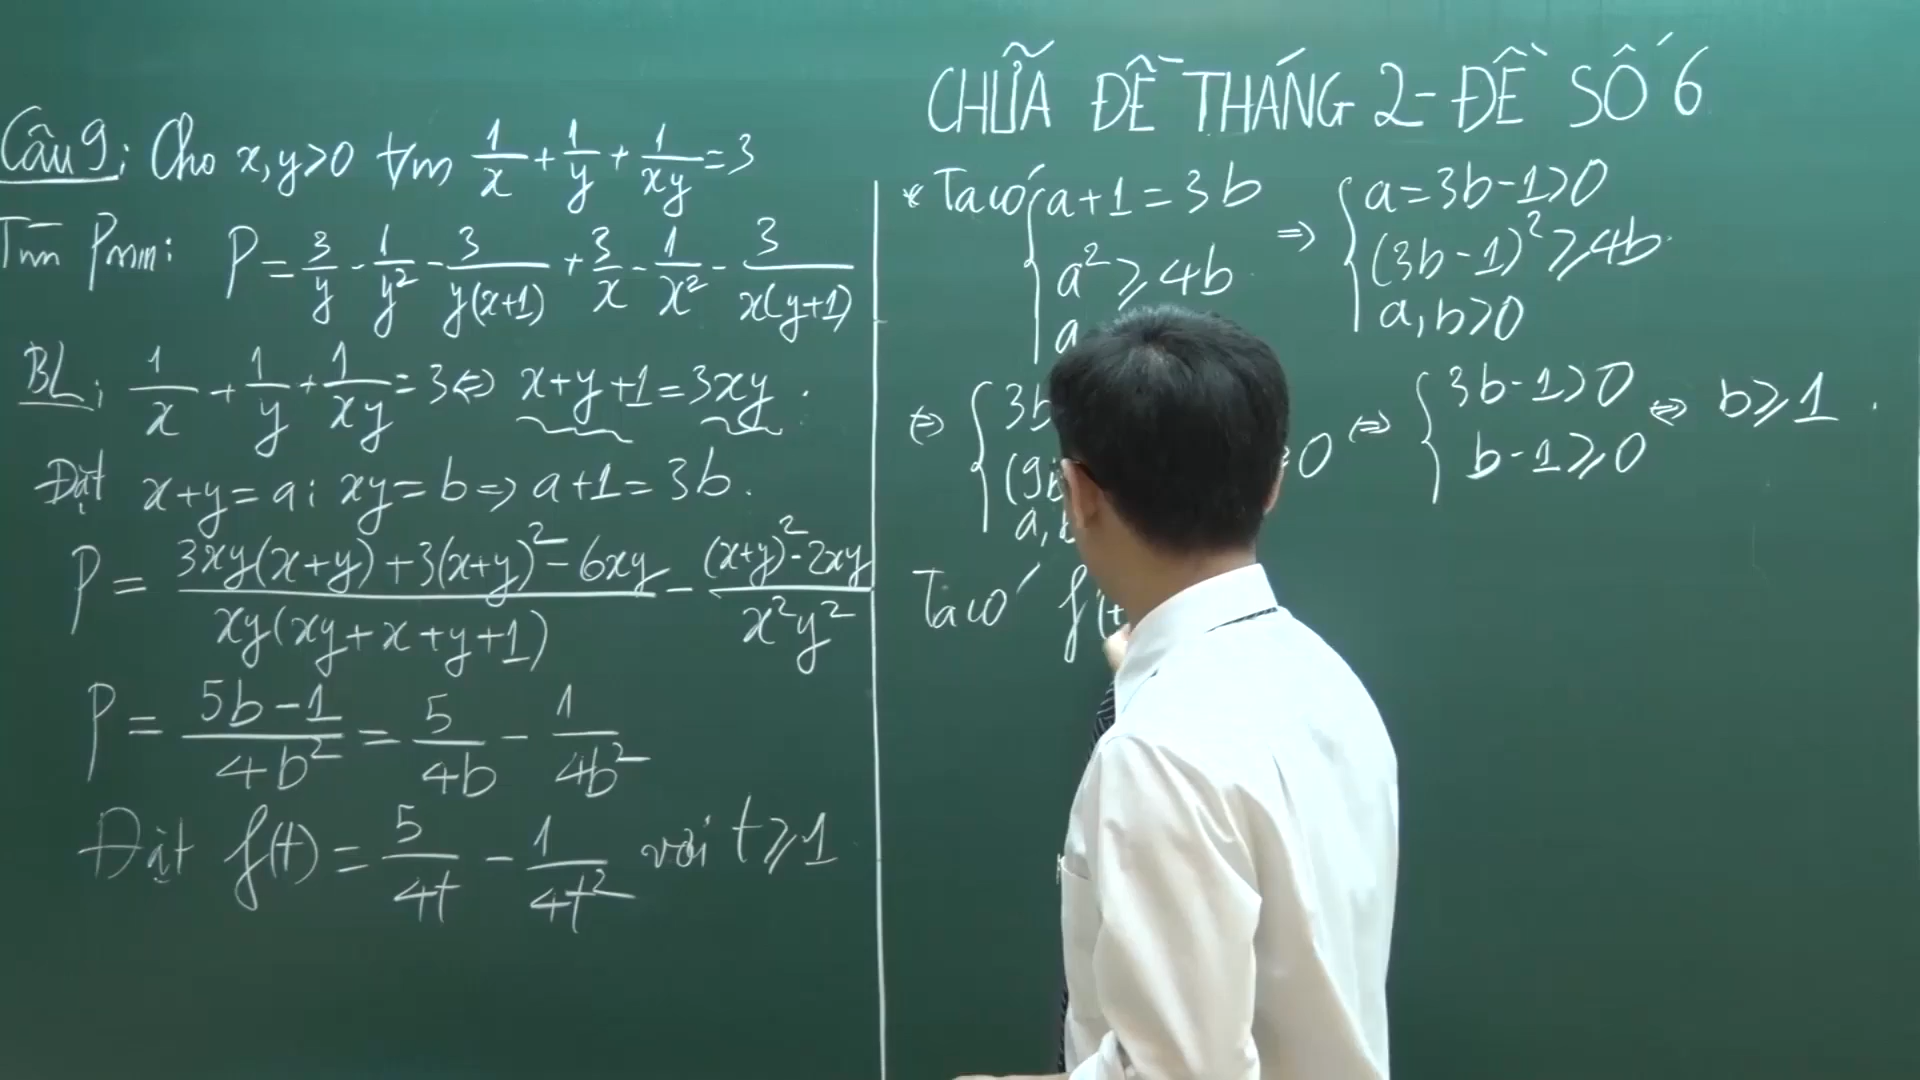 CHỮA ĐỀ THÁNG 2-ĐỀ SỐ 6
Câu 9: Cho x,y>0 t/m 1/x + 1/y + 1/xy = 3
Tìm Pmin: P = 3/y - 1/y² - 3/y(x+1) + 3/x - 1/x² - 3/x(y+1)
BL: 1/x + 1/y + 1/xy = 3 ⇔ x+y+1=3xy.
Đặt x+y=a; xy=b ⇒ a+1=3b.
P = (3xy(x+y)+3(x+y)²-6xy)/(xy(xy+x+y+1)) - ((x+y)²-2xy)/(x²y²)
P = (5b-1)/(4b²) = 5/4b - 1/4b²
Đặt f(t) = 5/4t - 1/4t² với t⩾1
* Ta có { a+1=3b ⇒ { a=3b-1>0
a²⩾4b (3b-1)²⩾4b
a a,b>0
⇔ { 3b ⇔ { 3b-1>0 ⇔ b⩾1.
(9b 0 b-1⩾0
a,
Ta có f(t